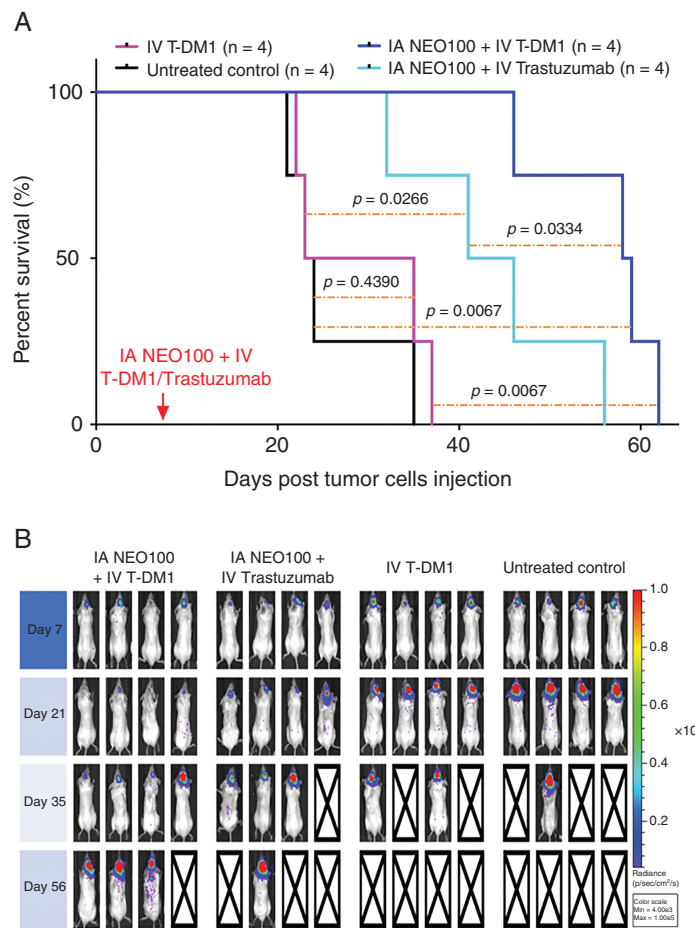 A
IV T-DM1 (n = 4)
IA NEO100 + IV T-DM1 (n = 4)
Untreated control (n = 4)
IA NEO100 + IV Trastuzumab (n = 4)
100
50
0
Percent survival (%)
p = 0.0266
p = 0.0334
p = 0.4390
p = 0.0067
p = 0.0067
IA NEO100 + IV
T-DM1/Trastuzumab
0
20
40
60
Days post tumor cells injection
B
IA NEO100
+ IV T-DM1
IA NEO100 +
IV Trastuzumab
IV T-DM1
Untreated control
Day 7
Day 21
Day 35
Day 56
1.0
0.8
0.6
×10
0.4
0.2
Radiance
(p/sec/cm²/s)
Color scale
Min = 4.00e3
Max = 1.00e5